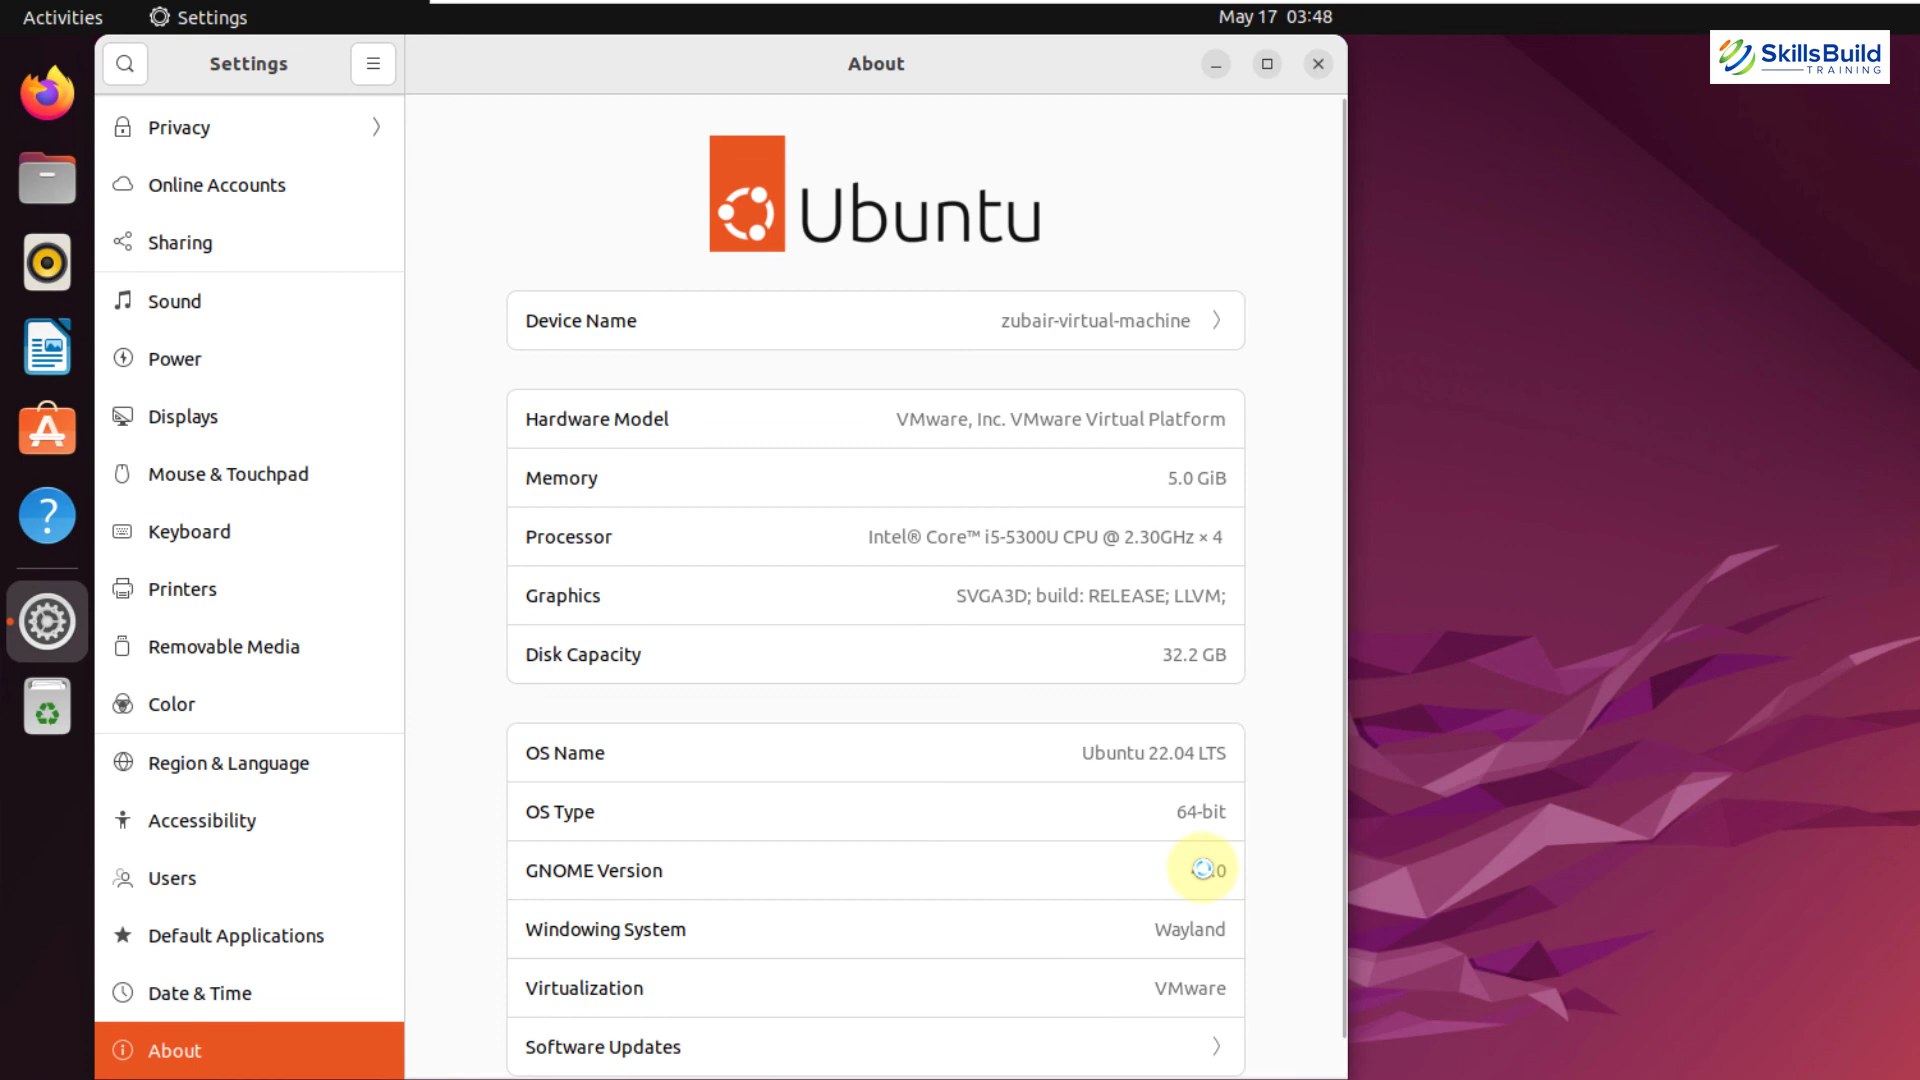 Activities
Settings
May 17 03:48
SkillsBuild
TRAINING
Settings
About
Privacy
Online Accounts
Sharing
Sound
Power
Displays
Mouse & Touchpad
Keyboard
Printers
Removable Media
Color
Region & Language
Accessibility
Users
Default Applications
Date & Time
About
Ubuntu
Device Name zubair-virtual-machine
Hardware Model VMware, Inc. VMware Virtual Platform
Memory 5.0 GiB
Processor Intel® Core™ i5-5300U CPU @ 2.30GHz × 4
Graphics SVGA3D; build: RELEASE; LLVM;
Disk Capacity 32.2 GB
OS Name Ubuntu 22.04 LTS
OS Type 64-bit
GNOME Version
Windowing System Wayland
Virtualization VMware
Software Updates